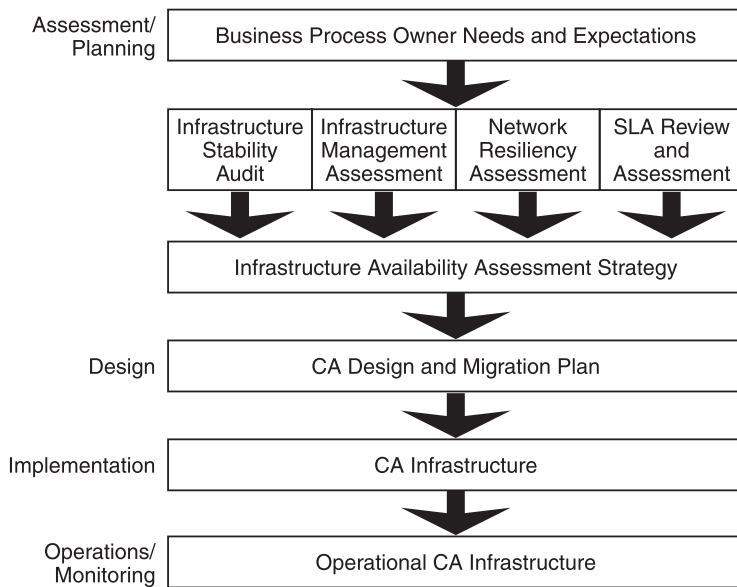 Assessment/
Planning
Business Process Owner Needs and Expectations
Infrastructure
Stability
Audit
Infrastructure
Management
Assessment
Network
Resiliency
Assessment
SLA Review
and
Assessment
Infrastructure Availability Assessment Strategy
Design
CA Design and Migration Plan
Implementation
CA Infrastructure
Operations/
Monitoring
Operational CA Infrastructure